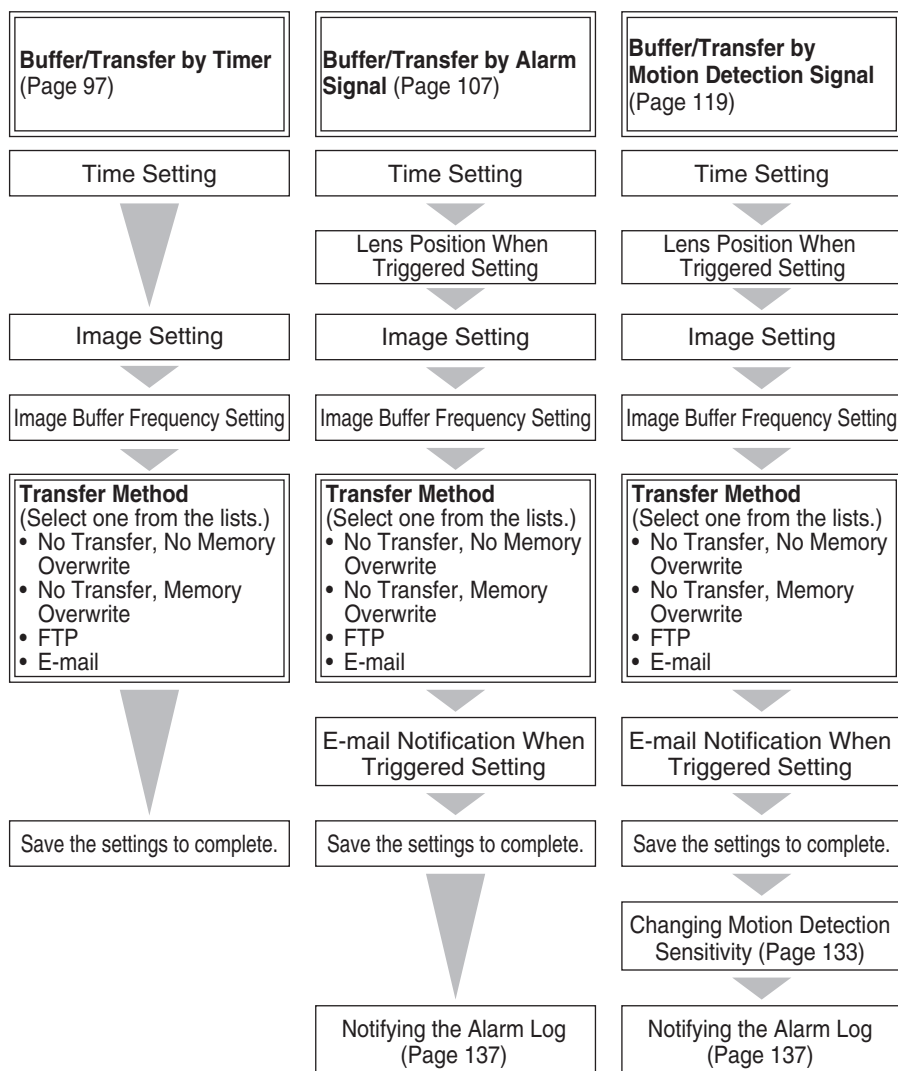 Buffer/Transfer by Timer
(Page 97)
Time Setting
Image Setting
Image Buffer Frequency Setting
Transfer Method
(Select one from the lists.)
• No Transfer, No Memory
Overwrite
• No Transfer, Memory
Overwrite
• FTP
• E-mail
Save the settings to complete.
Buffer/Transfer by Alarm
Signal (Page 107)
Time Setting
Lens Position When
Triggered Setting
Image Setting
Image Buffer Frequency Setting
Transfer Method
(Select one from the lists.)
• No Transfer, No Memory
Overwrite
• No Transfer, Memory
Overwrite
• FTP
• E-mail
E-mail Notification When
Triggered Setting
Save the settings to complete.
Notifying the Alarm Log
(Page 137)
Buffer/Transfer by
Motion Detection Signal
(Page 119)
Time Setting
Lens Position When
Triggered Setting
Image Setting
Image Buffer Frequency Setting
Transfer Method
(Select one from the lists.)
• No Transfer, No Memory
Overwrite
• No Transfer, Memory
Overwrite
• FTP
• E-mail
E-mail Notification When
Triggered Setting
Save the settings to complete.
Changing Motion Detection
Sensitivity (Page 133)
Notifying the Alarm Log
(Page 137)